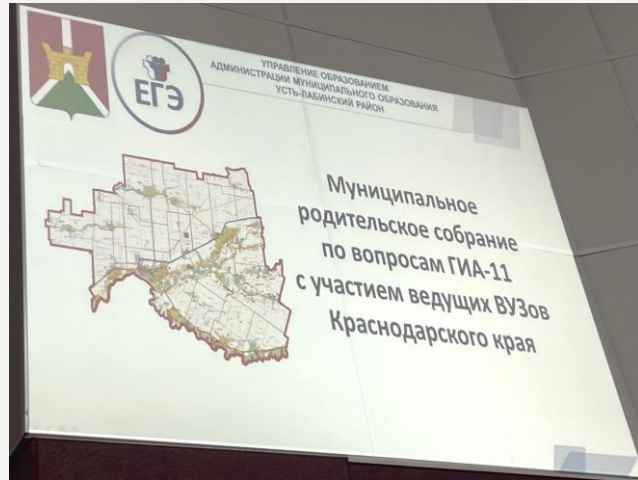 ЕГЭ
УПРАВЛЕНИЕ ОБРАЗОВАНИЕМ
АДМИНИСТРАЦИИ МУНИЦИПАЛЬНОГО ОБРАЗОВАНИЯ
УСТЬ-ЛАБИНСКИЙ РАЙОН
Муниципальное
родительское собрание
по вопросам ГИА-11
с участием ведущих ВУЗов
Краснодарского края